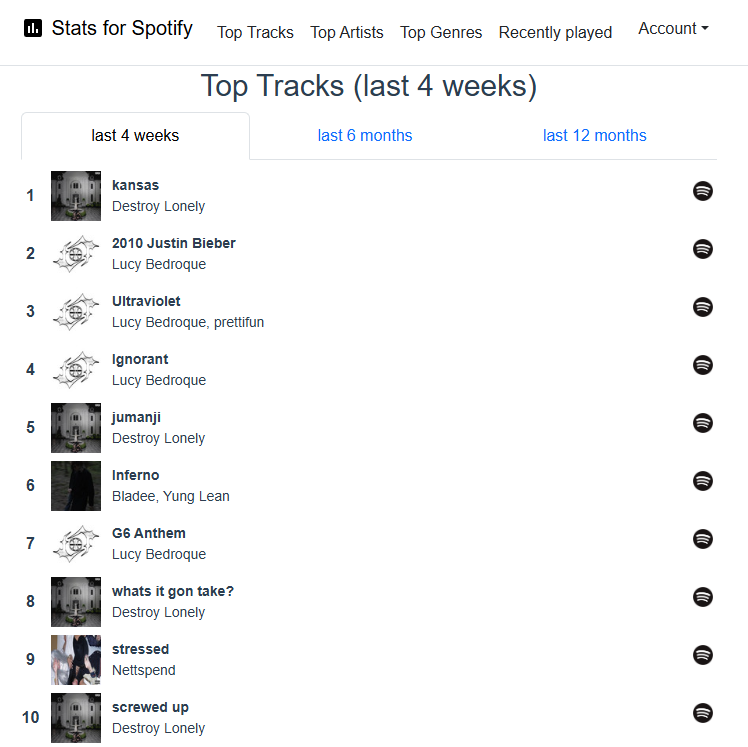 Stats for Spotify Top Tracks Top Artists Top Genres Recently played Account
Top Tracks (last 4 weeks)
last 4 weeks last 6 months last 12 months
1 kansas
Destroy Lonely
2 2010 Justin Bieber
Lucy Bedroque
3 Ultraviolet
Lucy Bedroque, prettifun
4 Ignorant
Lucy Bedroque
5 jumanji
Destroy Lonely
6 Inferno
Bladee, Yung Lean
7 G6 Anthem
Lucy Bedroque
8 whats it gon take?
Destroy Lonely
9 stressed
Nettspend
10 screwed up
Destroy Lonely